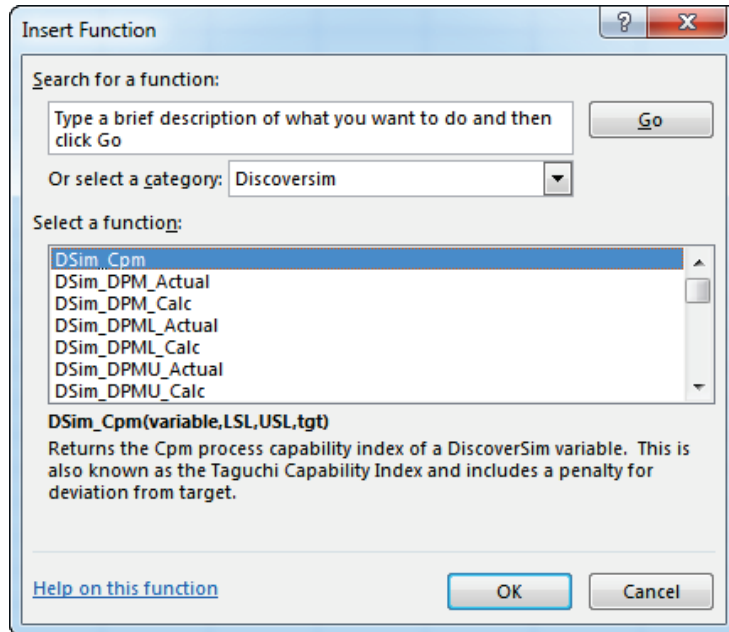 Insert Function
?
Search for a function:
Type a brief description of what you want to do and then
click Go
Go
Or select a category: Discoversim
Select a function:
DSim_Cpm
DSim_DPM_Actual
DSim_DPM_Calc
DSim_DPML_Actual
DSim_DPML_Calc
DSim_DPMU_Actual
DSim_DPMU_Calc
DSim_Cpm(variable,LSL,USL,tgt)
Returns the Cpm process capability index of a DiscoverSim variable.  This is
also known as the Taguchi Capability Index and includes a penalty for
deviation from target.
Help on this function
OK
Cancel